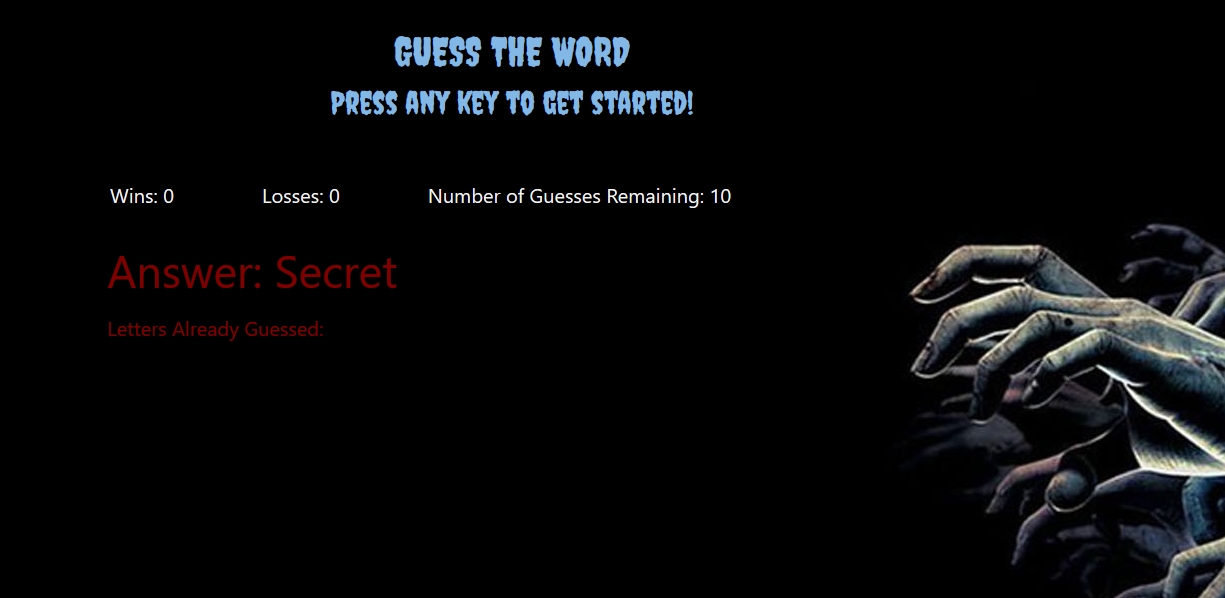 GUESS THE WORD
PRESS ANY KEY TO GET STARTED!
Wins: 0 Losses: 0 Number of Guesses Remaining: 10
Answer: Secret
Letters Already Guessed: